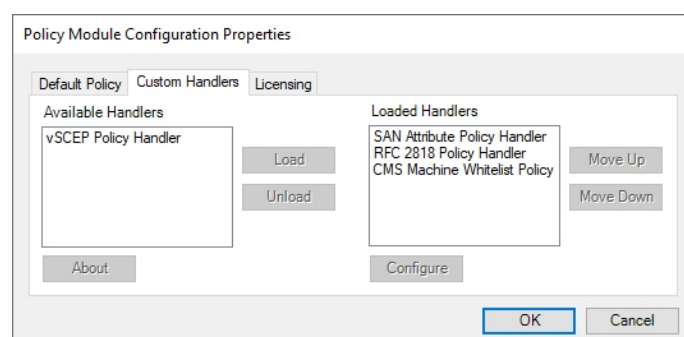 Policy Module Configuration Properties
Default Policy Custom Handlers Licensing
Available Handlers
vSCEP Policy Handler
Load
Unload
About
Loaded Handlers
SAN Attribute Policy Handler
RFC 2818 Policy Handler
CMS Machine Whitelist Policy
Move Up
Move Down
Configure
OK Cancel